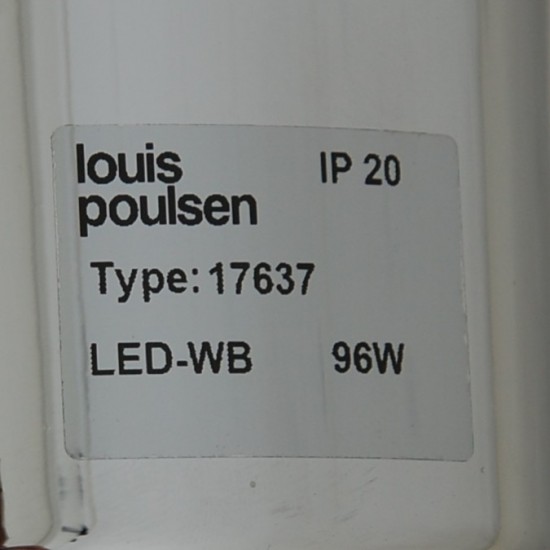 louis
poulsen
IP 20
Type: 17637
LED-WB 96W